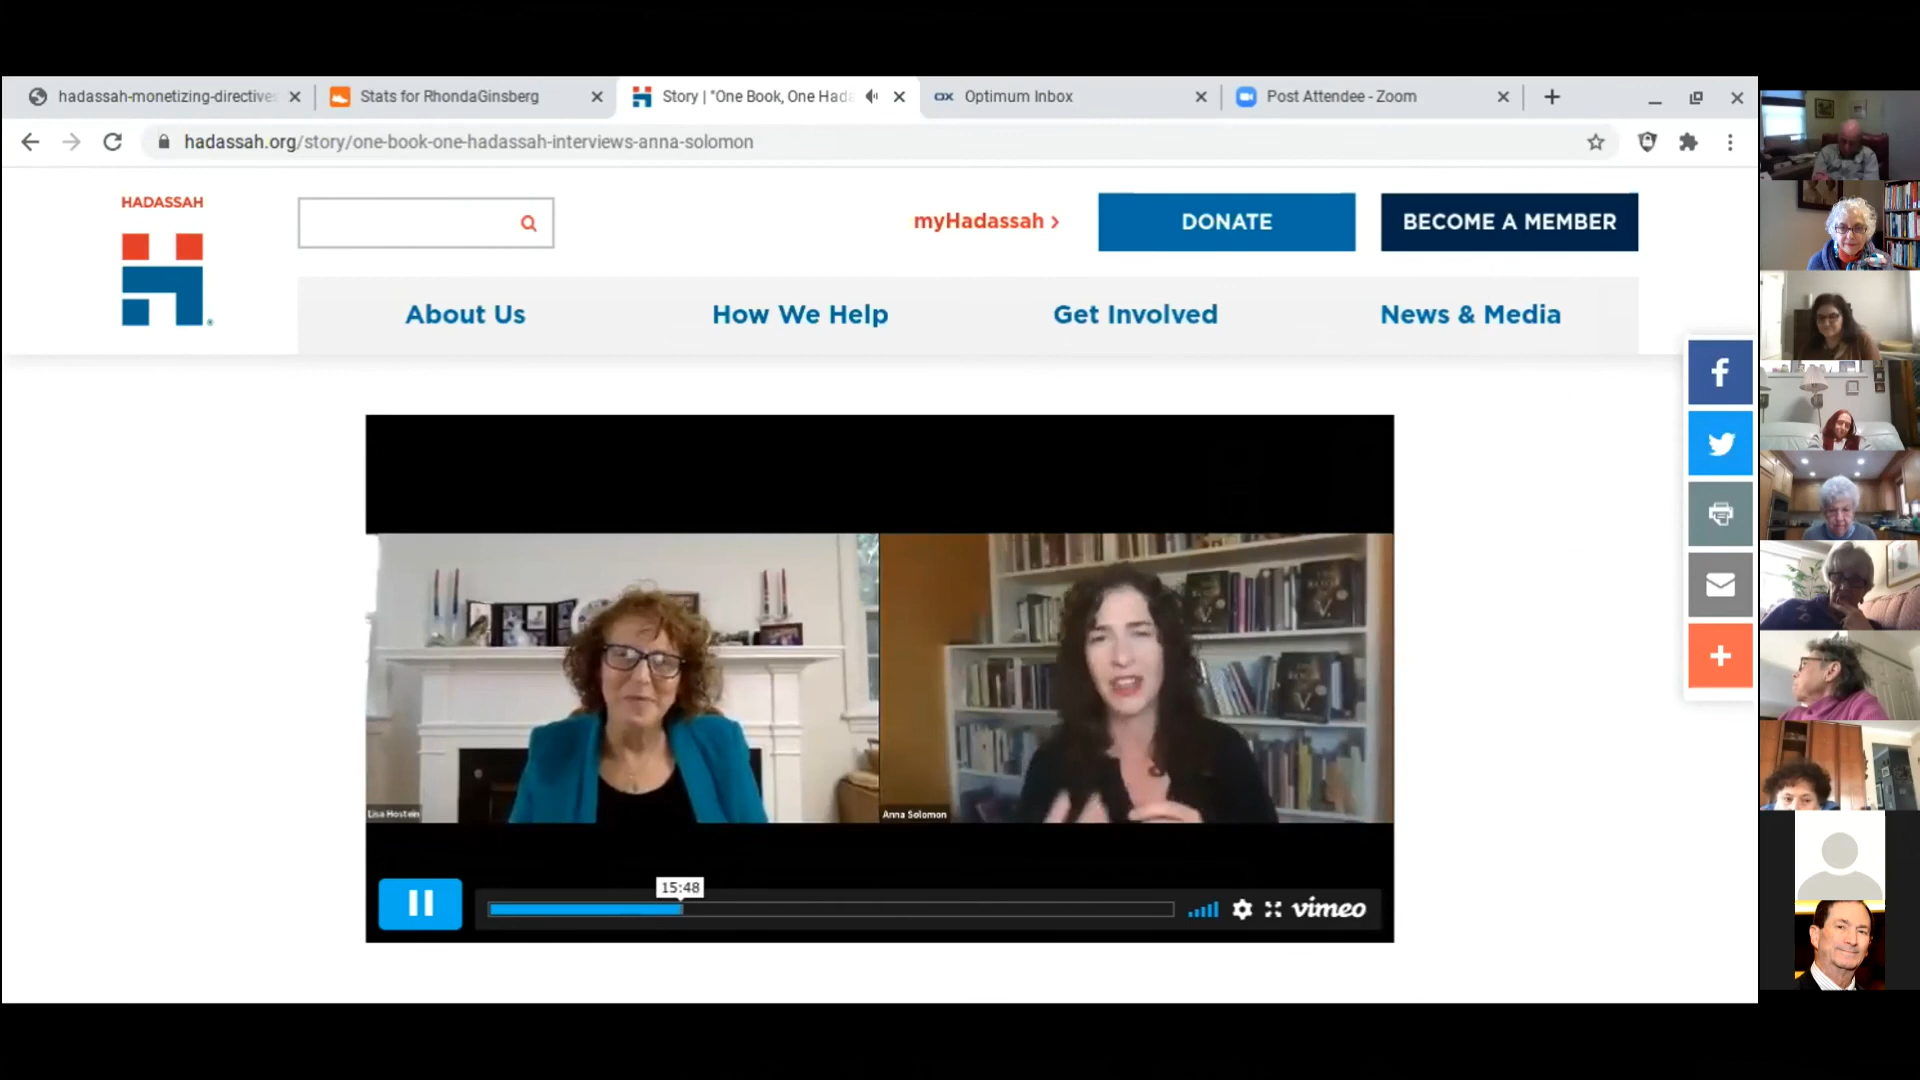 hadassah-monetizing-directive
Stats for RhondaGinsberg
Story | "One Book, One Hada
Optimum Inbox
Post Attendee - Zoom
hadassah.org/story/one-book-one-hadassah-interviews-anna-solomon
HADASSAH
myHadassah >
DONATE
BECOME A MEMBER
About Us
How We Help
Get Involved
News & Media
Lisa Hostein
Anna Solomon
15:48
vimeo